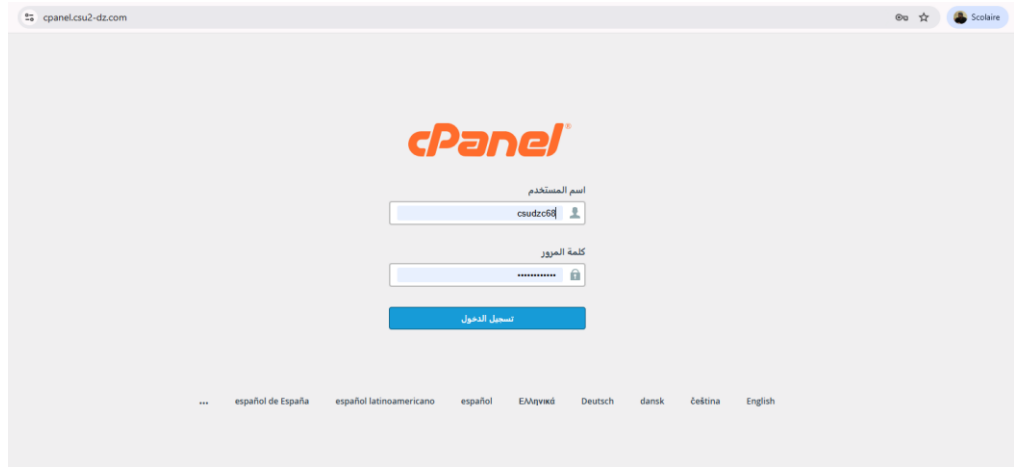 cpanel.csu2-dz.com
Scolaire
cPanel®
اسم المستخدم
csudzc68
كلمة المرور
••••••••••••
تسجيل الدخول
... español de España español latinoamericano español Ελληνικά Deutsch dansk čeština English